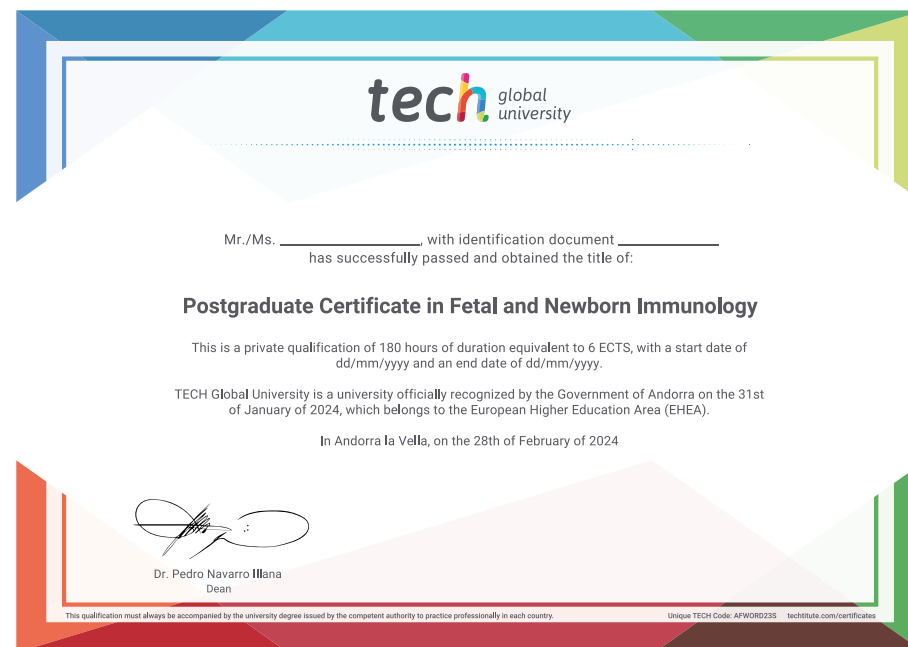 tech global university
Mr./Ms. ____________________, with identification document ______________
has successfully passed and obtained the title of:
Postgraduate Certificate in Fetal and Newborn Immunology
This is a private qualification of 180 hours of duration equivalent to 6 ECTS, with a start date of
dd/mm/yyyy and an end date of dd/mm/yyyy.
TECH Global University is a university officially recognized by the Government of Andorra on the 31st
of January of 2024, which belongs to the European Higher Education Area (EHEA).
In Andorra la Vella, on the 28th of February of 2024
Dr. Pedro Navarro Illana
Dean
This qualification must always be accompanied by the university degree issued by the competent authority to practice professionally in each country.
Unique TECH Code: AFWORD23S techtitute.com/certificates